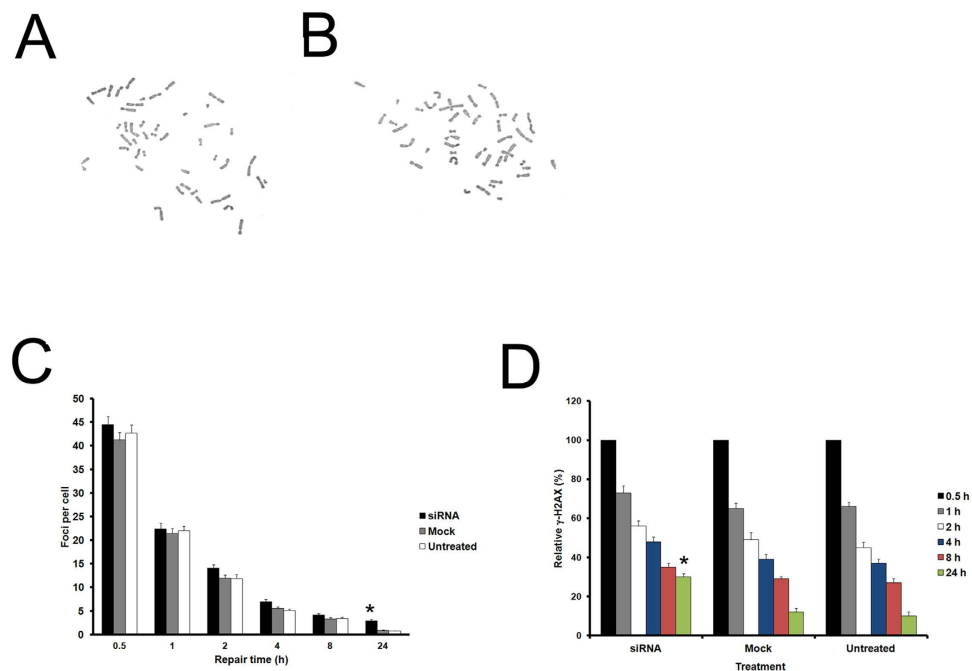 A
B
C
50
45
40
35
30
25
20
15
10
5
0
Foci per cell
0.5 1 2 4 8 24
Repair time (h)
*
siRNA
Mock
Untreated
D
120
100
80
60
40
20
0
Relative γ-H2AX (%)
*
siRNA Mock Untreated
Treatment
0.5 h
1 h
2 h
4 h
8 h
24 h